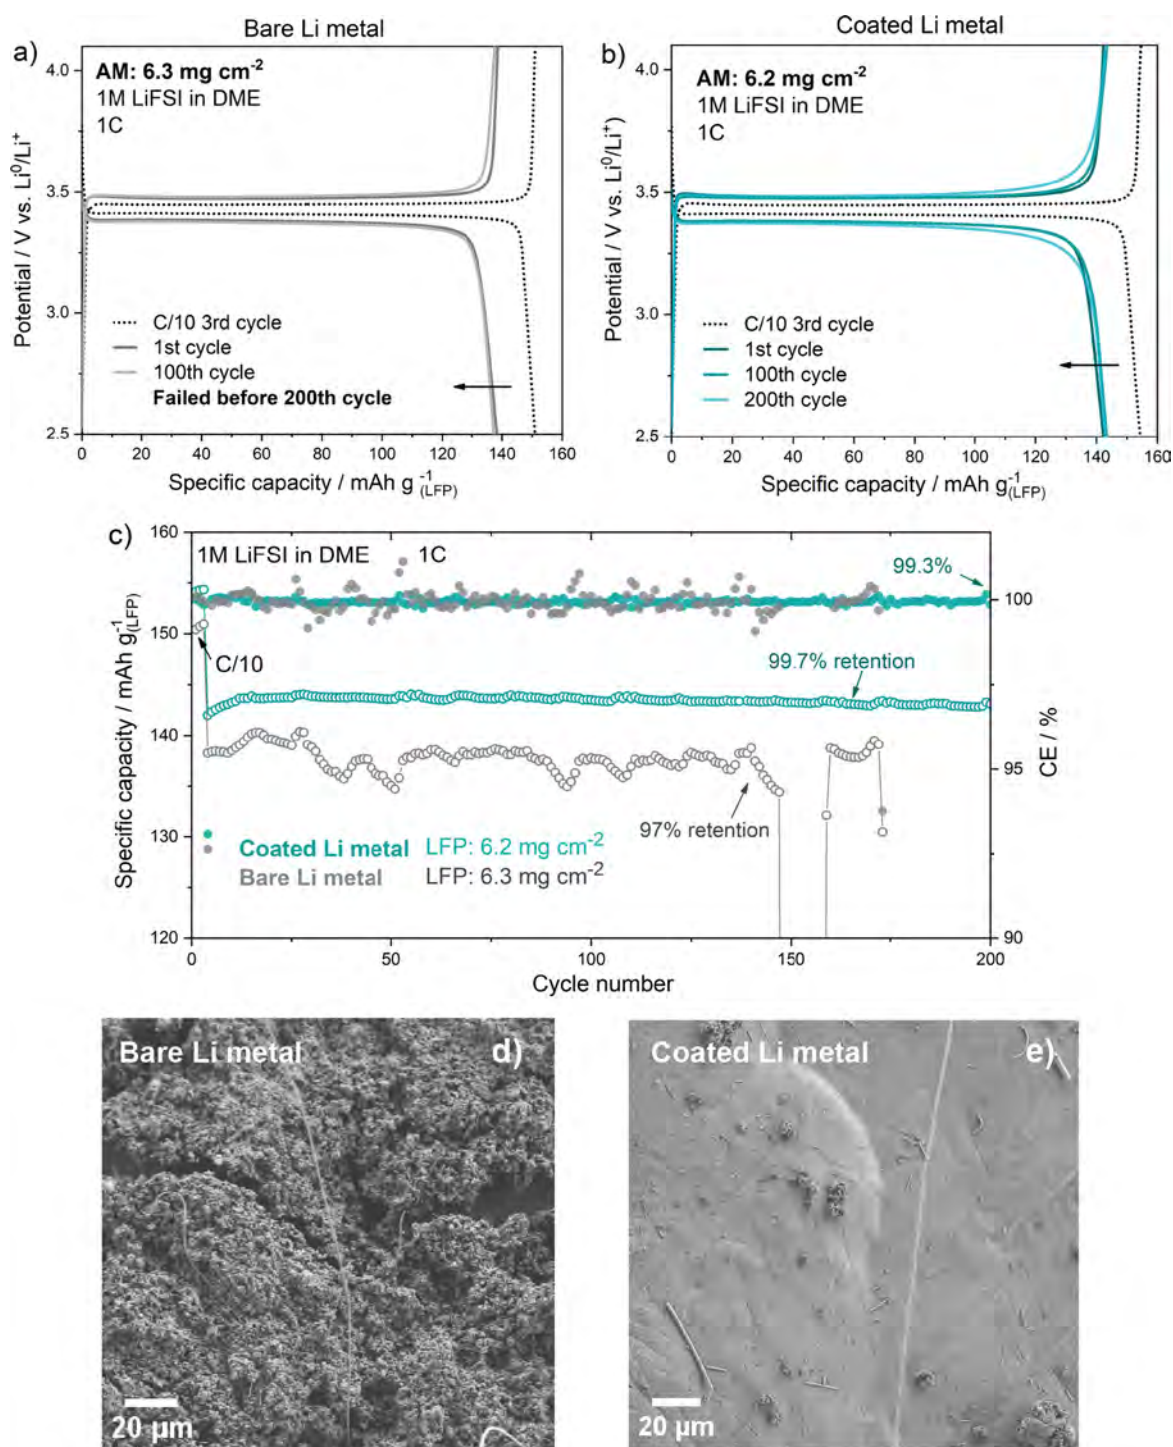 Bare Li metal
a)
AM: 6.3 mg cm-2
1M LiFSI in DME
1C
Potential / V vs. Li0/Li+
4.0
3.5
3.0
2.5
C/10 3rd cycle
1st cycle
100th cycle
Failed before 200th cycle
0 20 40 60 80 100 120 140 160
Specific capacity / mAh g-1(LFP)
Coated Li metal
b)
AM: 6.2 mg cm-2
1M LiFSI in DME
1C
Potential / V vs. Li0/Li+)
4.0
3.5
3.0
2.5
C/10 3rd cycle
1st cycle
100th cycle
200th cycle
0 20 40 60 80 100 120 140 160
Specific capacity / mAh g-1(LFP)
c)
1M LiFSI in DME 1C
99.3%
C/10
99.7% retention
97% retention
Coated Li metal LFP: 6.2 mg cm-2
Bare Li metal LFP: 6.3 mg cm-2
Specific capacity / mAh g-1(LFP)
160
150
140
130
120
CE / %
100
95
90
0 50 100 150 200
Cycle number
Bare Li metal d)
20 µm
Coated Li metal e)
20 µm